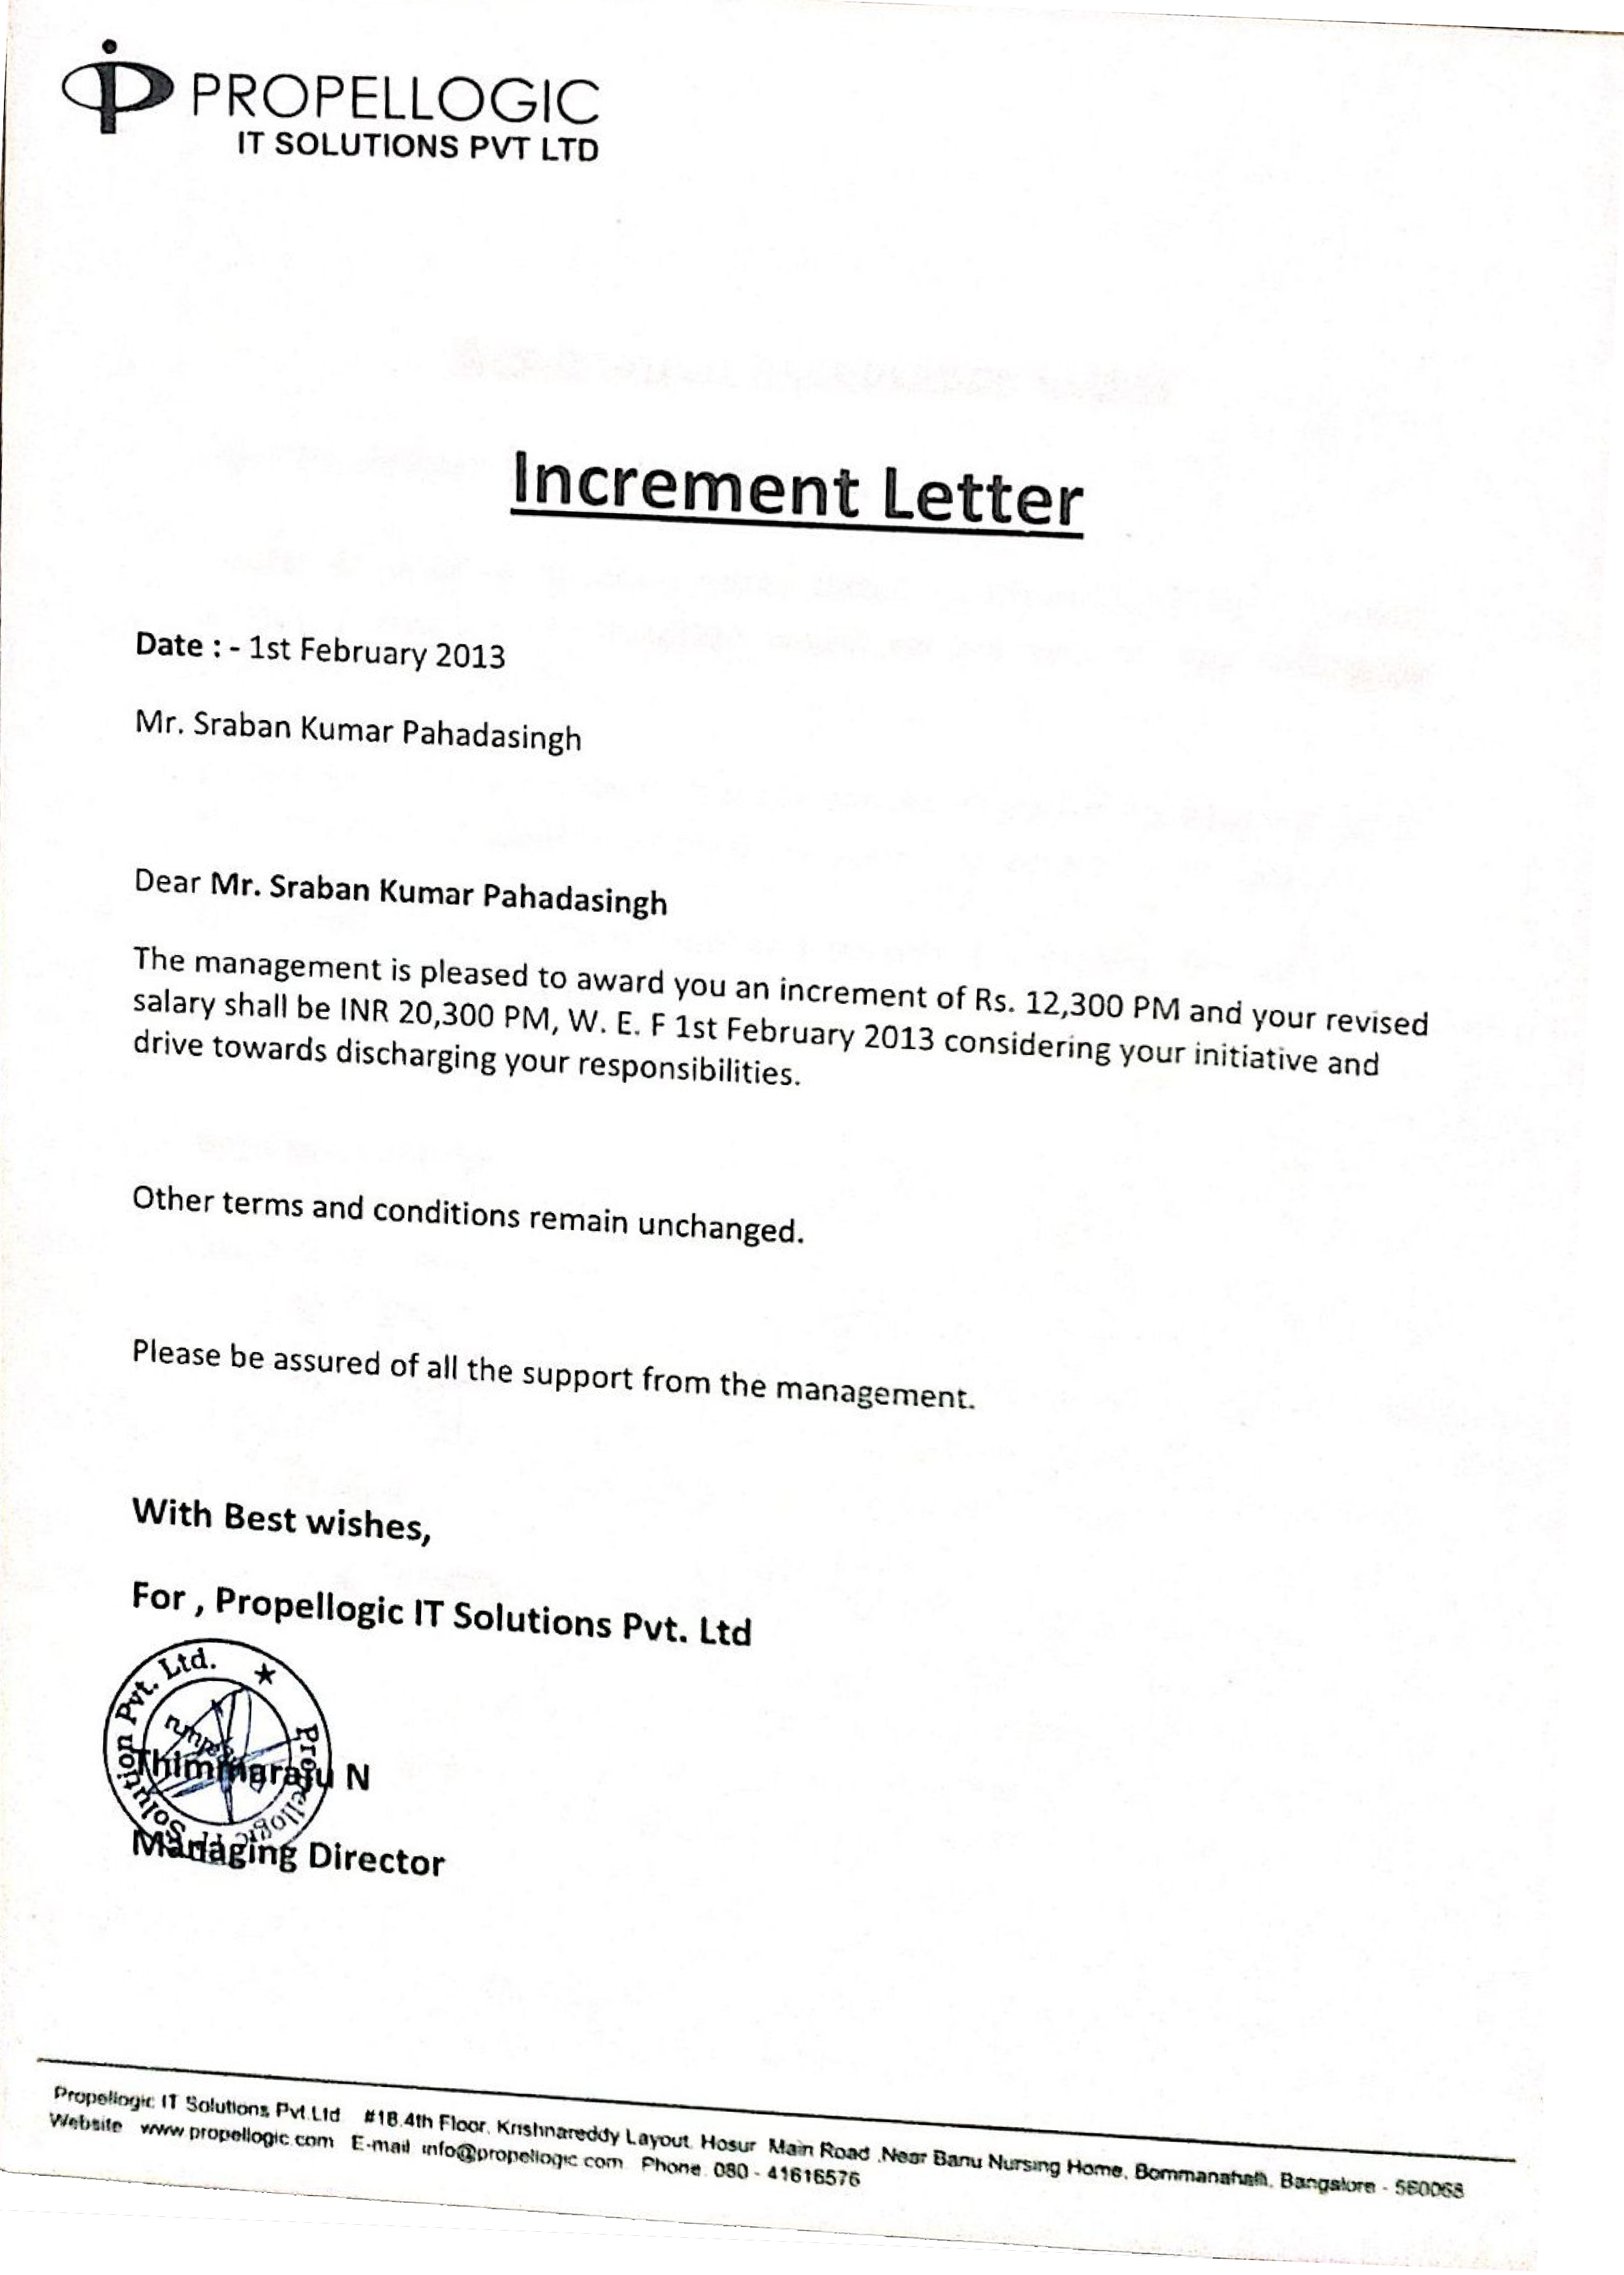 PROPELLOGIC
IT SOLUTIONS PVT LTD
Increment Letter
Date : - 1st February 2013
Mr. Sraban Kumar Pahadasingh
Dear Mr. Sraban Kumar Pahadasingh
The management is pleased to award you an increment of Rs. 12,300 PM and your revised
salary shall be INR 20,300 PM, W. E. F 1st February 2013 considering your initiative and
drive towards discharging your responsibilities.
Other terms and conditions remain unchanged.
Please be assured of all the support from the management.
With Best wishes,
For , Propellogic IT Solutions Pvt. Ltd
Propellogic IT Solution Pvt. Ltd. ★
Thimmaraju N
Managing Director
Propellogic IT Solutions Pvt.Ltd #18,4th Floor, Krishnareddy Layout, Hosur Main Road ,Near Banu Nursing Home, Bommanahalli, Bangalore - 560068
Website www.propellogic.com E-mail info@propellogic.com Phone: 080 - 41616576